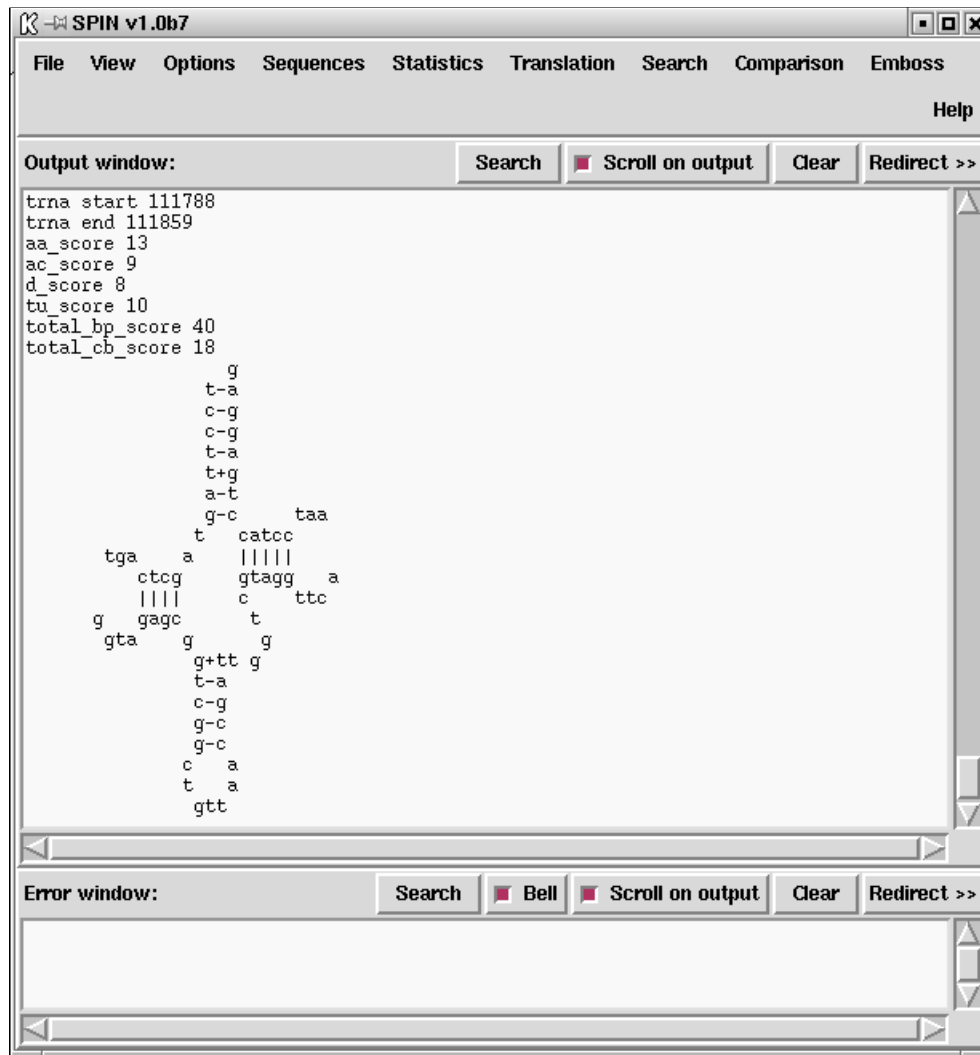 SPIN v1.0b7
File View Options Sequences Statistics Translation Search Comparison Emboss
Help
Output window: Search Scroll on output Clear Redirect >>
trna start 111788
trna end 111859
aa_score 13
ac_score 9
d_score 8
tu_score 10
total_bp_score 40
total_cb_score 18
                  g
                t-a
                c-g
                c-g
                t-a
                t+g
                a-t
                g-c     taa
               t   catcc
       tga    a    |||||
          ctcg     gtagg   a
          ||||     c    ttc
      g   gagc      t
       gta    g      g
               g+tt g
               t-a
               c-g
               g-c
               g-c
              c   a
              t   a
               gtt
Error window: Search Bell Scroll on output Clear Redirect >>